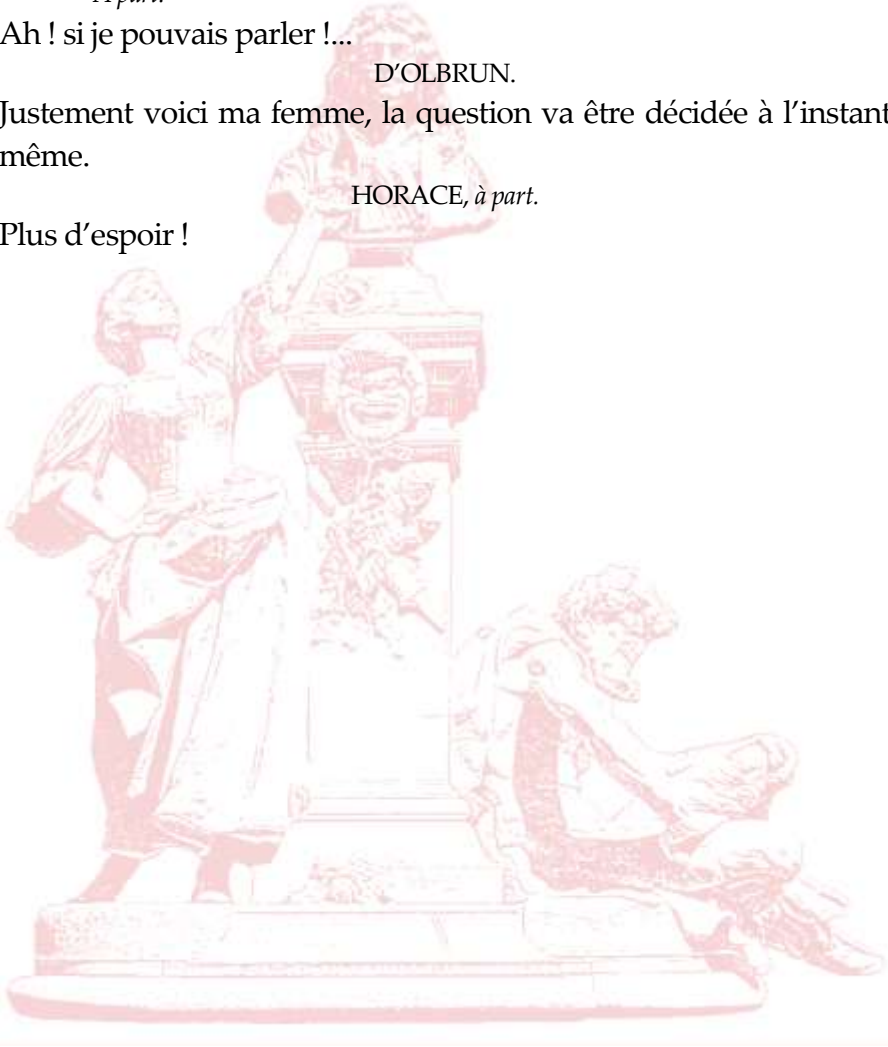 À part.
Ah ! si je pouvais parler !...
D’OLBRUN.
Justement voici ma femme, la question va être décidée à l’instant
même.
HORACE, à part.
Plus d’espoir !